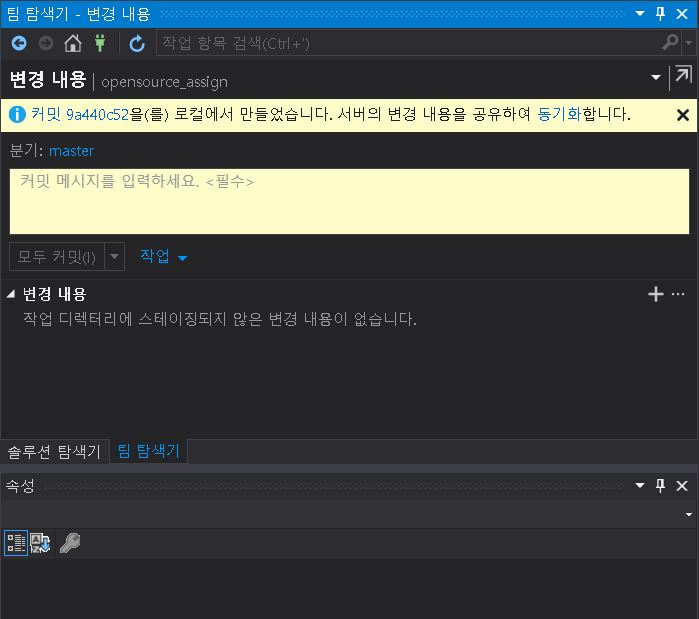 팀 탐색기 - 변경 내용
작업 항목 검색(Ctrl+')
변경 내용 | opensource_assign
커밋 9a440c52을(를) 로컬에서 만들었습니다. 서버의 변경 내용을 공유하여 동기화합니다.
분기: master
커밋 메시지를 입력하세요. <필수>
모두 커밋(I) 작업
변경 내용
작업 디렉터리에 스테이징되지 않은 변경 내용이 없습니다.
솔루션 탐색기 팀 탐색기
속성